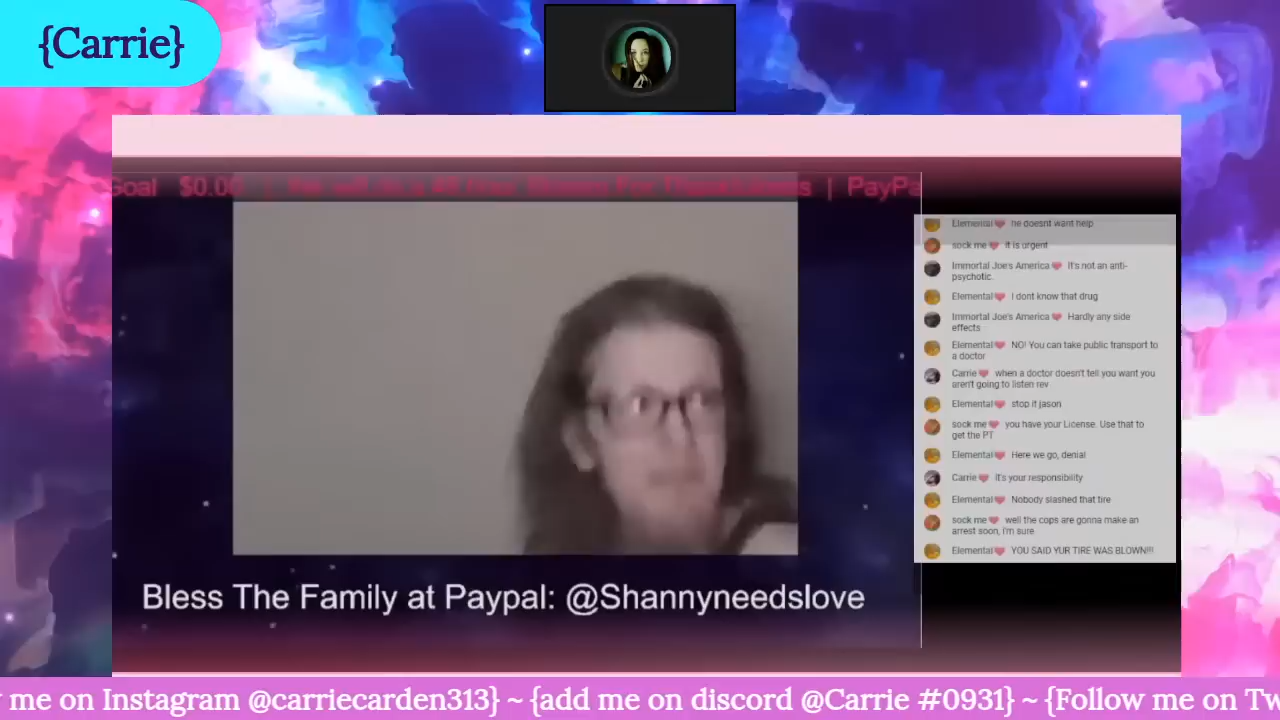 {Carrie}
Goal $0.00 | | PayPa
Elemental he doesnt want help
sock me it is urgent
Immortal Joe's America It's not an anti-
psychotic.
Elemental I dont know that drug
Immortal Joe's America Hardly any side
effects
Elemental NO! You can take public transport to
a doctor
Carrie when a doctor doesn't tell you want you
aren't going to listen rev
Elemental stop it jason
sock me you have your License. Use that to
get the PT
Elemental Here we go, denial
Carrie It's your responsibility
Elemental Nobody slashed that tire
sock me well the cops are gonna make an
arrest soon, I'm sure
Elemental YOU SAID YUR TIRE WAS BLOWN!!!
Bless The Family at Paypal: @Shannyneedslove
me on Instagram @carriecarden313} ~ {add me on discord @Carrie #0931} ~ {Follow me on Tw